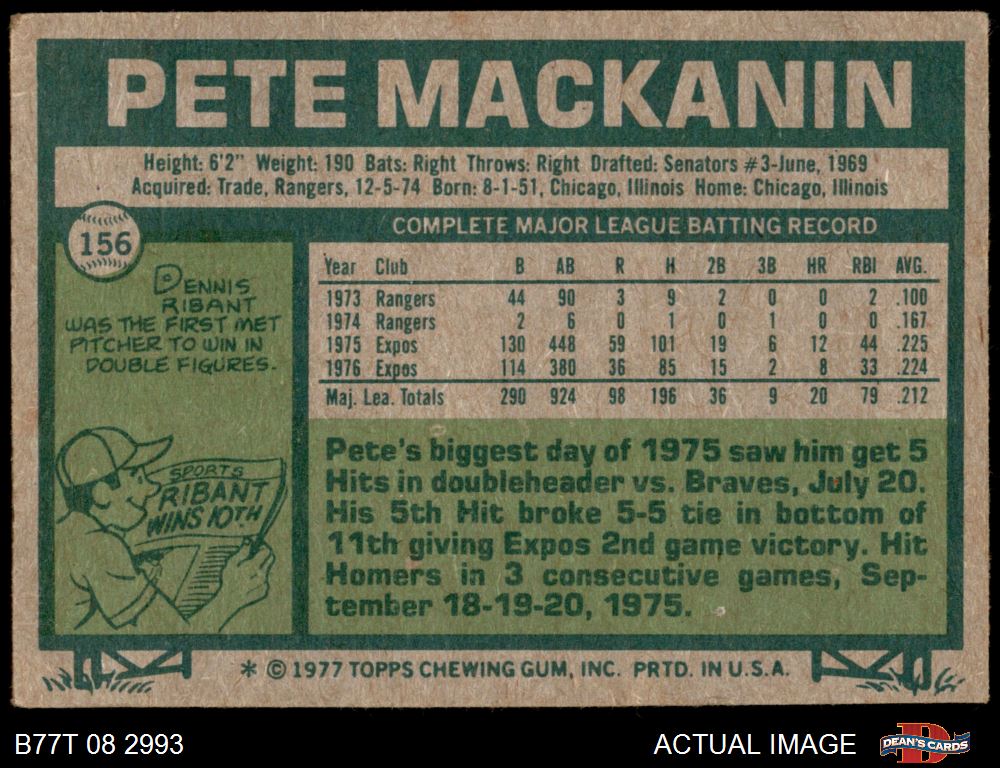 PETE MACKANIN
Height: 6'2" Weight: 190 Bats: Right Throws: Right Drafted: Senators #3-June, 1969
Acquired: Trade, Rangers, 12-5-74 Born: 8-1-51, Chicago, Illinois Home: Chicago, Illinois
156
DENNIS
RIBANT
WAS THE FIRST MET
PITCHER TO WIN IN
DOUBLE FIGURES.
SPORTS
RIBANT
WINS 10TH
COMPLETE MAJOR LEAGUE BATTING RECORD
Year Club B AB R H 2B 3B HR RBI AVG.
1973 Rangers 44 90 3 9 2 0 0 2 .100
1974 Rangers 2 6 0 1 0 1 0 0 .167
1975 Expos 130 448 59 101 19 6 12 44 .225
1976 Expos 114 380 36 85 15 2 8 33 .224
Maj. Lea. Totals 290 924 98 196 36 9 20 79 .212
Pete's biggest day of 1975 saw him get 5
Hits in doubleheader vs. Braves, July 20.
His 5th Hit broke 5-5 tie in bottom of
11th giving Expos 2nd game victory. Hit
Homers in 3 consecutive games, Sep-
tember 18-19-20, 1975.
* © 1977 TOPPS CHEWING GUM, INC. PRTD. IN U.S.A.
B77T 08 2993
ACTUAL IMAGE
DEAN'S CARDS